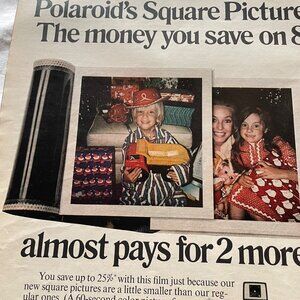 Polaroid's Square Picture
The money you save on
almost pays for 2 more
You save up to 25%* with this film just because our
new square pictures are a little smaller than our reg-
ular ones. (A 60-second color